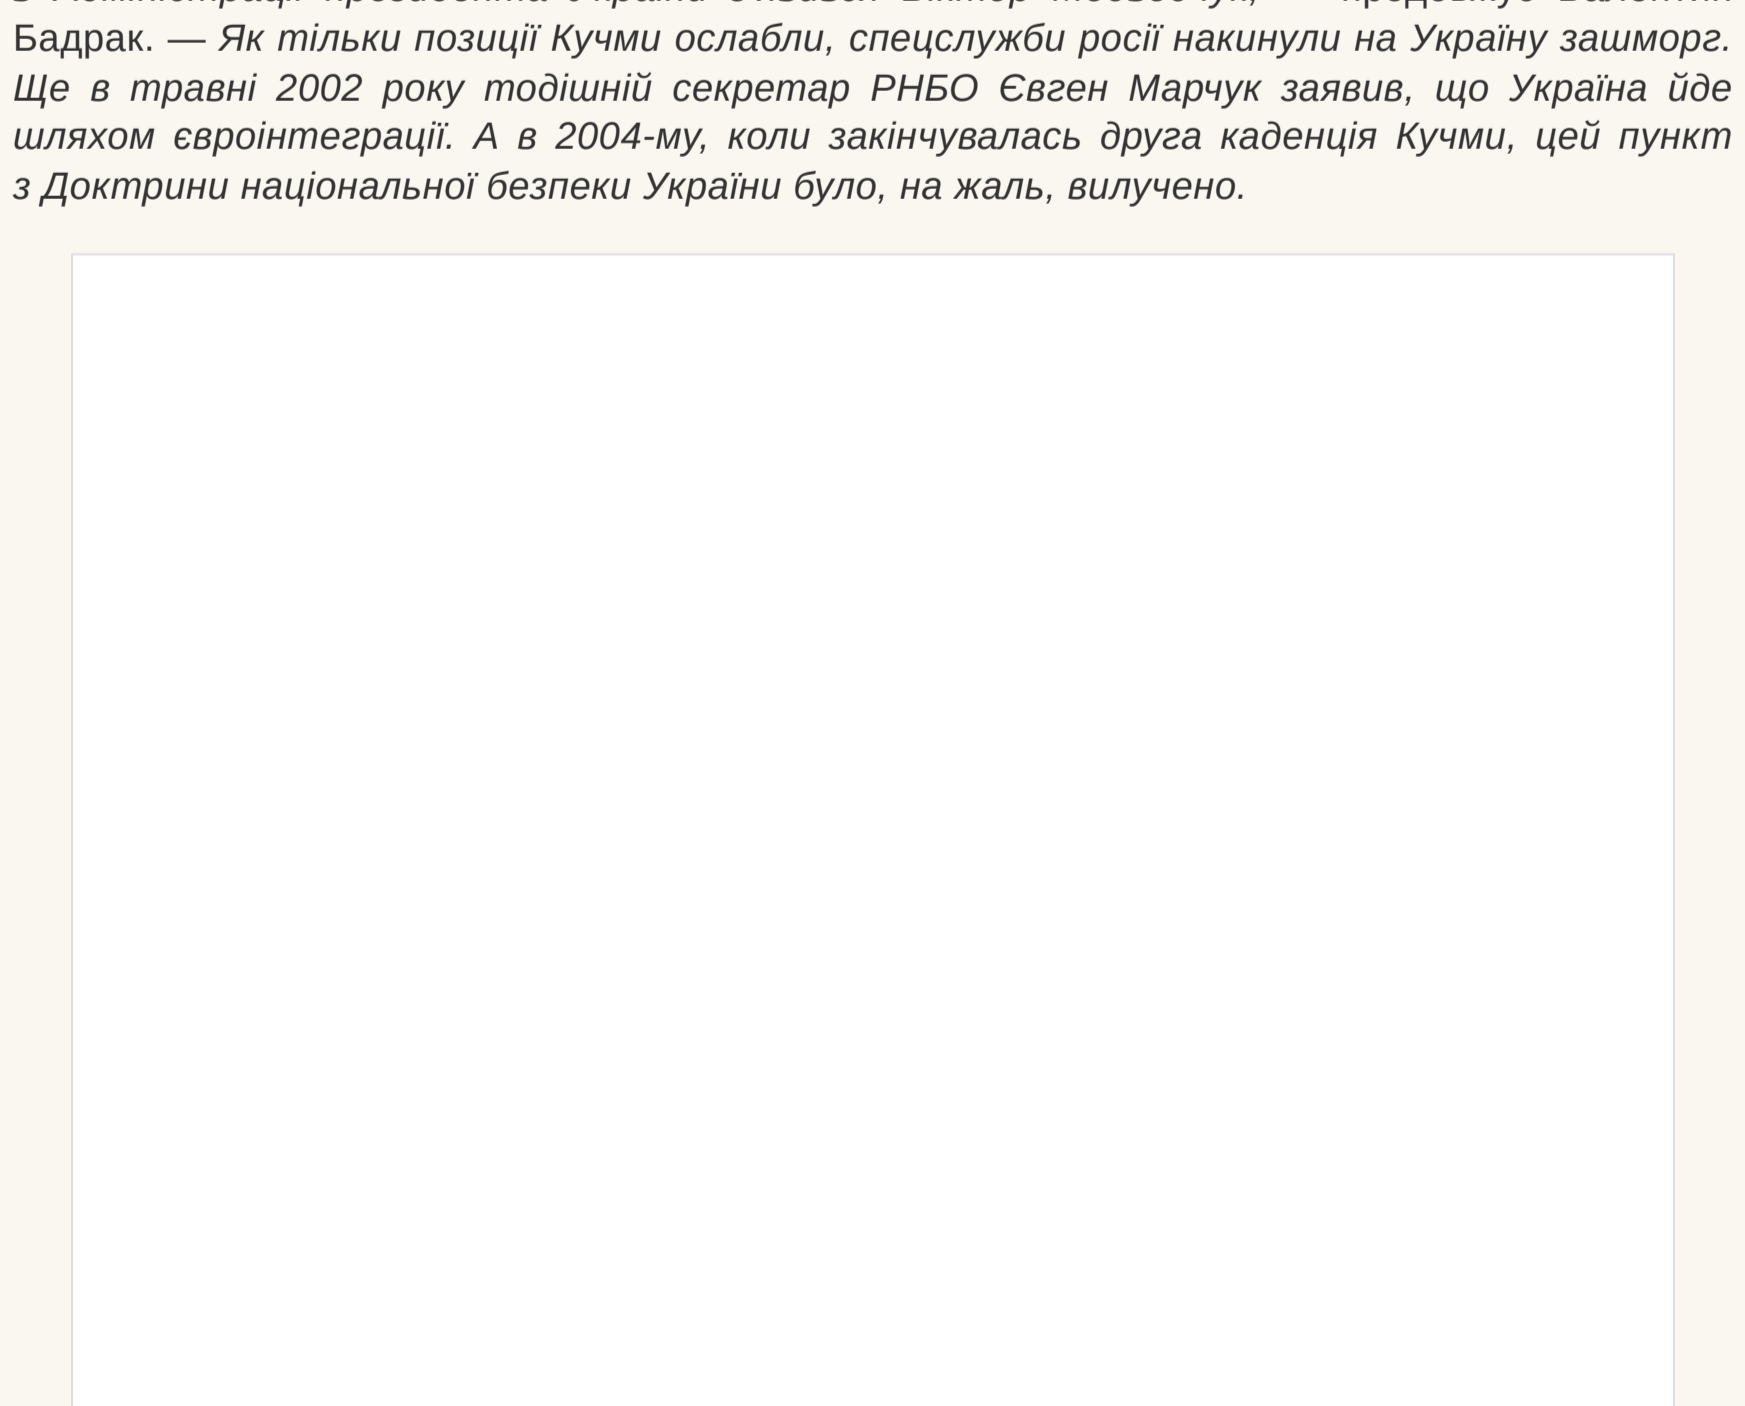 Бадрак. — Як тільки позиції Кучми ослабли, спецслужби росії накинули на Україну зашморг.
Ще в травні 2002 року тодішній секретар РНБО Євген Марчук заявив, що Україна йде
шляхом євроінтеграції. А в 2004-му, коли закінчувалась друга каденція Кучми, цей пункт
з Доктрини національної безпеки України було, на жаль, вилучено.